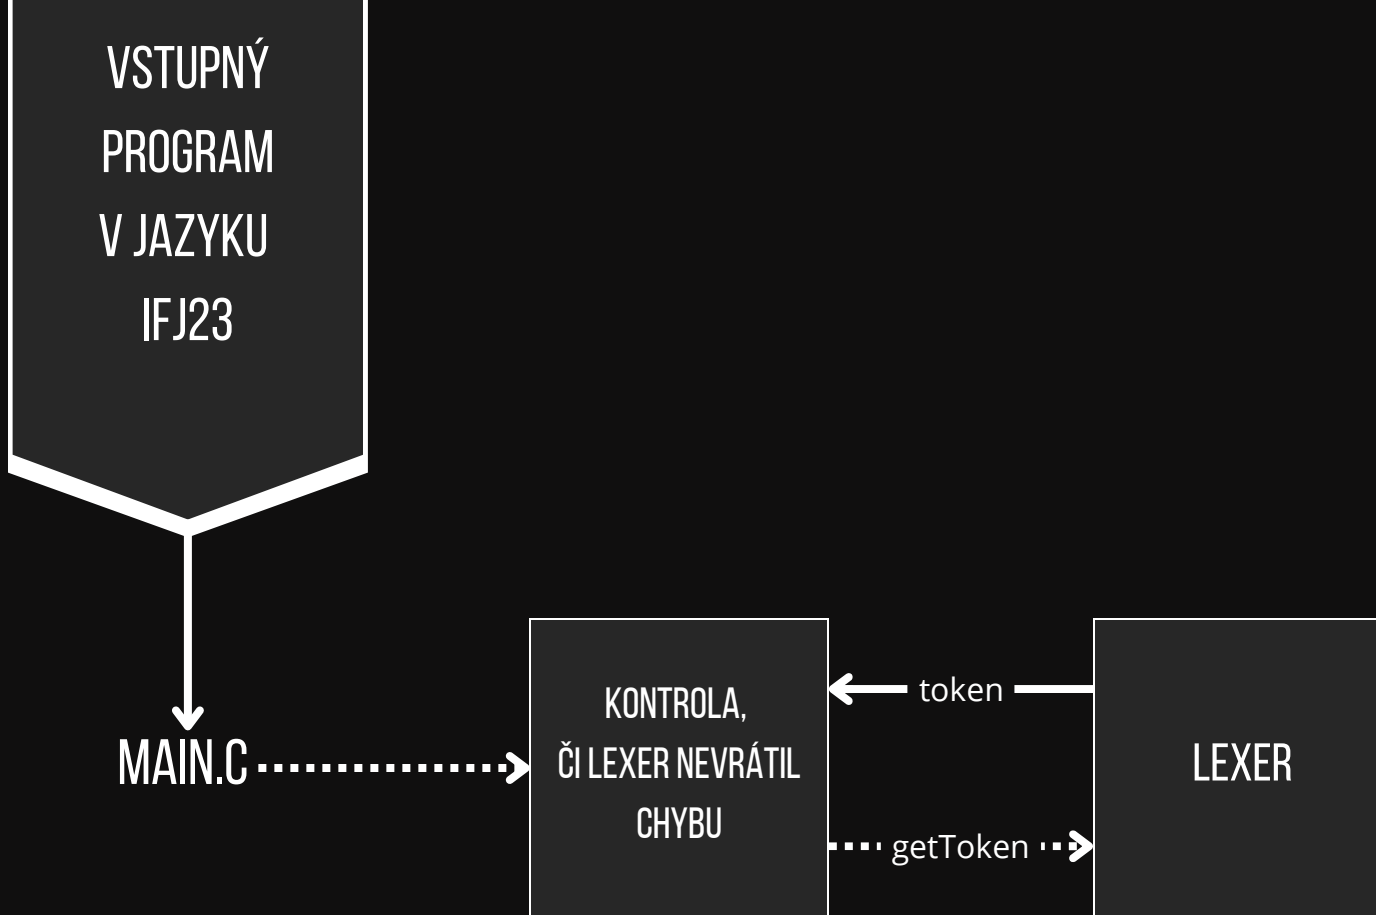 VSTUPNÝ
PROGRAM
V JAZYKU
IFJ23
MAIN.C
KONTROLA,
ČI LEXER NEVRÁTIL
CHYBU
token
getToken
LEXER